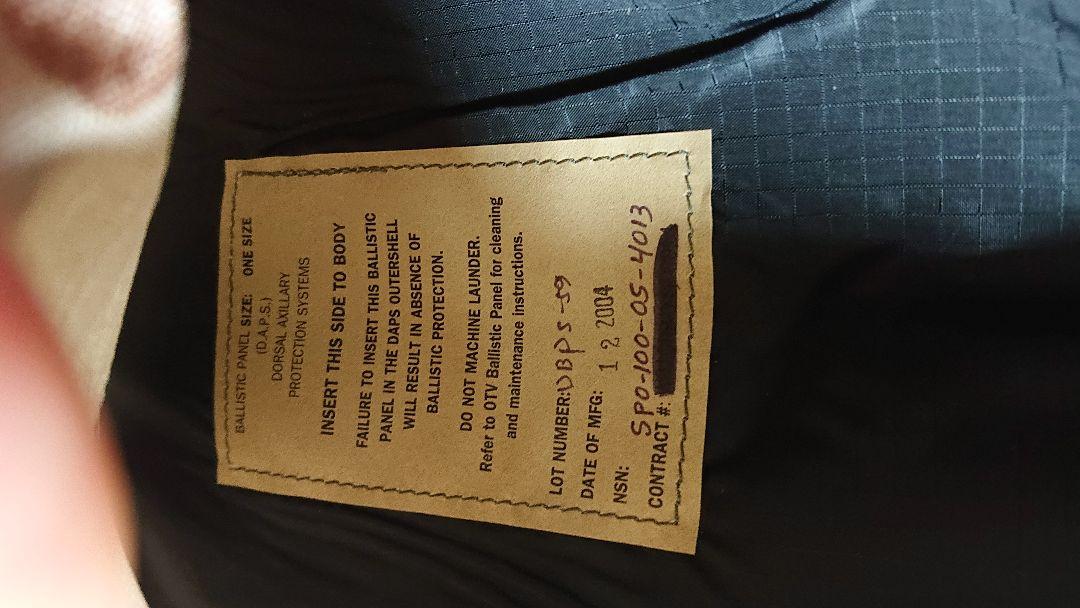 BALLISTIC PANEL SIZE: ONE SIZE
(D.A.P.S.)
DORSAL AXILLARY
PROTECTION SYSTEMS
INSERT THIS SIDE TO BODY
FAILURE TO INSERT THIS BALLISTIC
PANEL IN THE DAPS OUTERSHELL
WILL RESULT IN ABSENCE OF
BALLISTIC PROTECTION.
DO NOT MACHINE LAUNDER.
Refer to OTV Ballistic Panel for cleaning
and maintenance instructions.
LOT NUMBER:
DATE OF MFG: 12 2004
NSN:
SPO-100-05-4013
CONTRACT #: